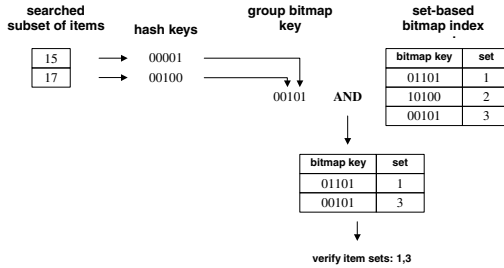 searched
subset of items
hash keys
group bitmap
key
set-based
bitmap index
15
00001
17
00100
00101
AND
bitmap key set
01101 1
10100 2
00101 3
bitmap key set
01101 1
00101 3
verify item sets: 1,3